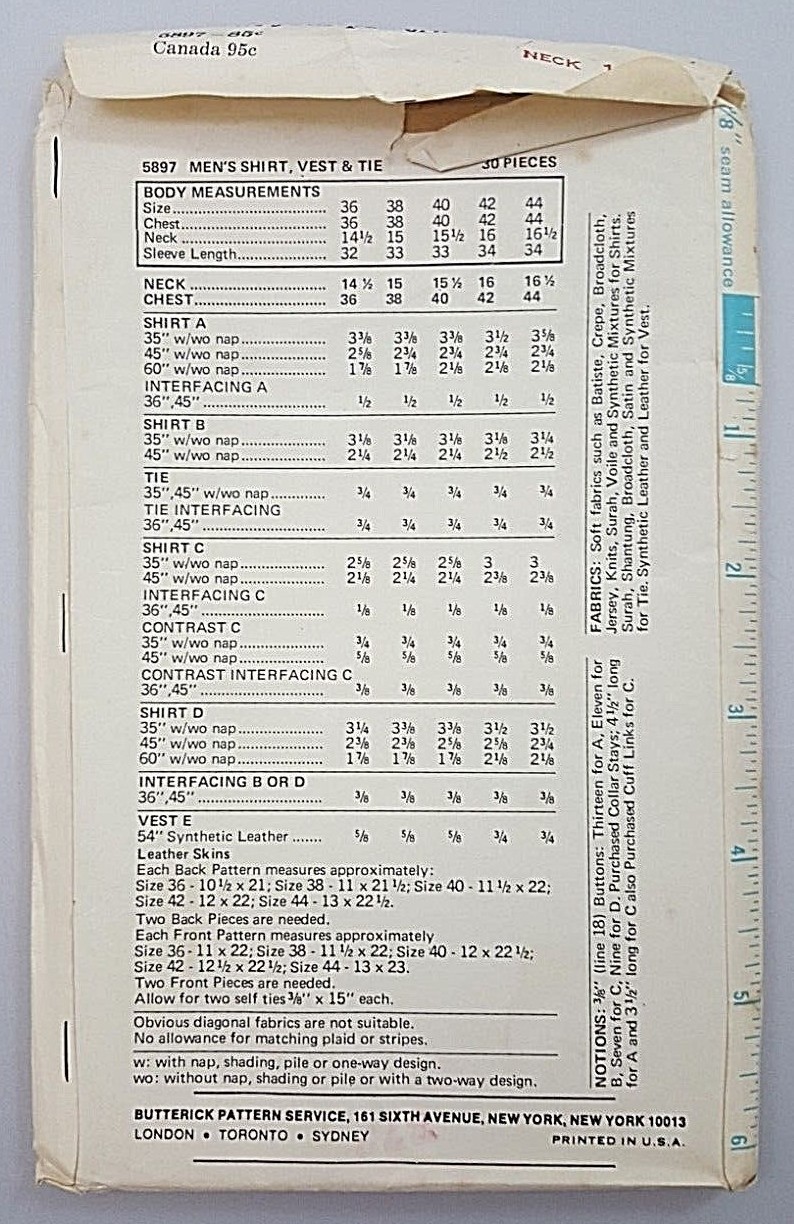 5897 — 85c
Canada 95c
NECK 1
5897 MEN'S SHIRT, VEST & TIE 30 PIECES
BODY MEASUREMENTS
Size............ 36 38 40 42 44
Chest............ 36 38 40 42 44
Neck ............ 14½ 15 15½ 16 16½
Sleeve Length............ 32 33 33 34 34
NECK ............ 14 ½ 15 15 ½ 16 16 ½
CHEST............ 36 38 40 42 44
SHIRT A
35" w/wo nap............ 3⅜ 3⅜ 3⅜ 3½ 3⅝
45" w/wo nap............ 2⅝ 2¾ 2¾ 2¾ 2¾
60" w/wo nap............ 1⅞ 1⅞ 2⅛ 2⅛ 2⅛
INTERFACING A
36",45"............ ½ ½ ½ ½ ½
SHIRT B
35" w/wo nap............ 3⅛ 3⅛ 3⅛ 3⅛ 3¼
45" w/wo nap............ 2¼ 2¼ 2¼ 2½ 2½
TIE
35",45" w/wo nap............ ¾ ¾ ¾ ¾ ¾
TIE INTERFACING
36",45"............ ¾ ¾ ¾ ¾ ¾
SHIRT C
35" w/wo nap............ 2⅝ 2⅝ 2⅝ 3 3
45" w/wo nap............ 2⅛ 2¼ 2¼ 2⅜ 2⅜
INTERFACING C
36",45"............ ⅛ ⅛ ⅛ ⅛ ⅛
CONTRAST C
35" w/wo nap............ ¾ ¾ ¾ ¾ ¾
45" w/wo nap............ ⅝ ⅝ ⅝ ⅝ ⅝
CONTRAST INTERFACING C
36",45"............ ⅜ ⅜ ⅜ ⅜ ⅜
SHIRT D
35" w/wo nap............ 3¼ 3⅜ 3⅜ 3½ 3½
45" w/wo nap............ 2⅜ 2⅜ 2⅝ 2⅝ 2¾
60" w/wo nap............ 1⅞ 1⅞ 1⅞ 2⅛ 2⅛
INTERFACING B OR D
36",45"............ ⅜ ⅜ ⅜ ⅜ ⅜
VEST E
54" Synthetic Leather ....... ⅝ ⅝ ⅝ ¾ ¾
Leather Skins
Each Back Pattern measures approximately:
Size 36 - 10½ x 21; Size 38 - 11 x 21½; Size 40 - 11½ x 22;
Size 42 - 12 x 22; Size 44 - 13 x 22½.
Two Back Pieces are needed.
Each Front Pattern measures approximately
Size 36 - 11 x 22; Size 38 - 11½ x 22; Size 40 - 12 x 22½;
Size 42 - 12½ x 22½; Size 44 - 13 x 23.
Two Front Pieces are needed.
Allow for two self ties ⅜" x 15" each.
Obvious diagonal fabrics are not suitable.
No allowance for matching plaid or stripes.
w: with nap, shading, pile or one-way design.
wo: without nap, shading or pile or with a two-way design.
BUTTERICK PATTERN SERVICE, 161 SIXTH AVENUE, NEW YORK, NEW YORK 10013
LONDON • TORONTO • SYDNEY PRINTED IN U.S.A.
FABRICS: Soft fabrics such as Batiste, Crepe, Broadcloth,
Jersey, Knits, Surah, Voile and Synthetic Mixtures for Shirts.
Surah, Shantung, Broadcloth, Satin and Synthetic Mixtures
for Tie. Synthetic Leather and Leather for Vest.
NOTIONS: ⅜" (line 18) Buttons: Thirteen for A, Eleven for
B, Seven for C, Nine for D. Purchased Collar Stays; 4½" long
for A and 3½" long for C also Purchased Cuff Links for C.
/8" seam allowance
5/8
1
2
3
4
5
6